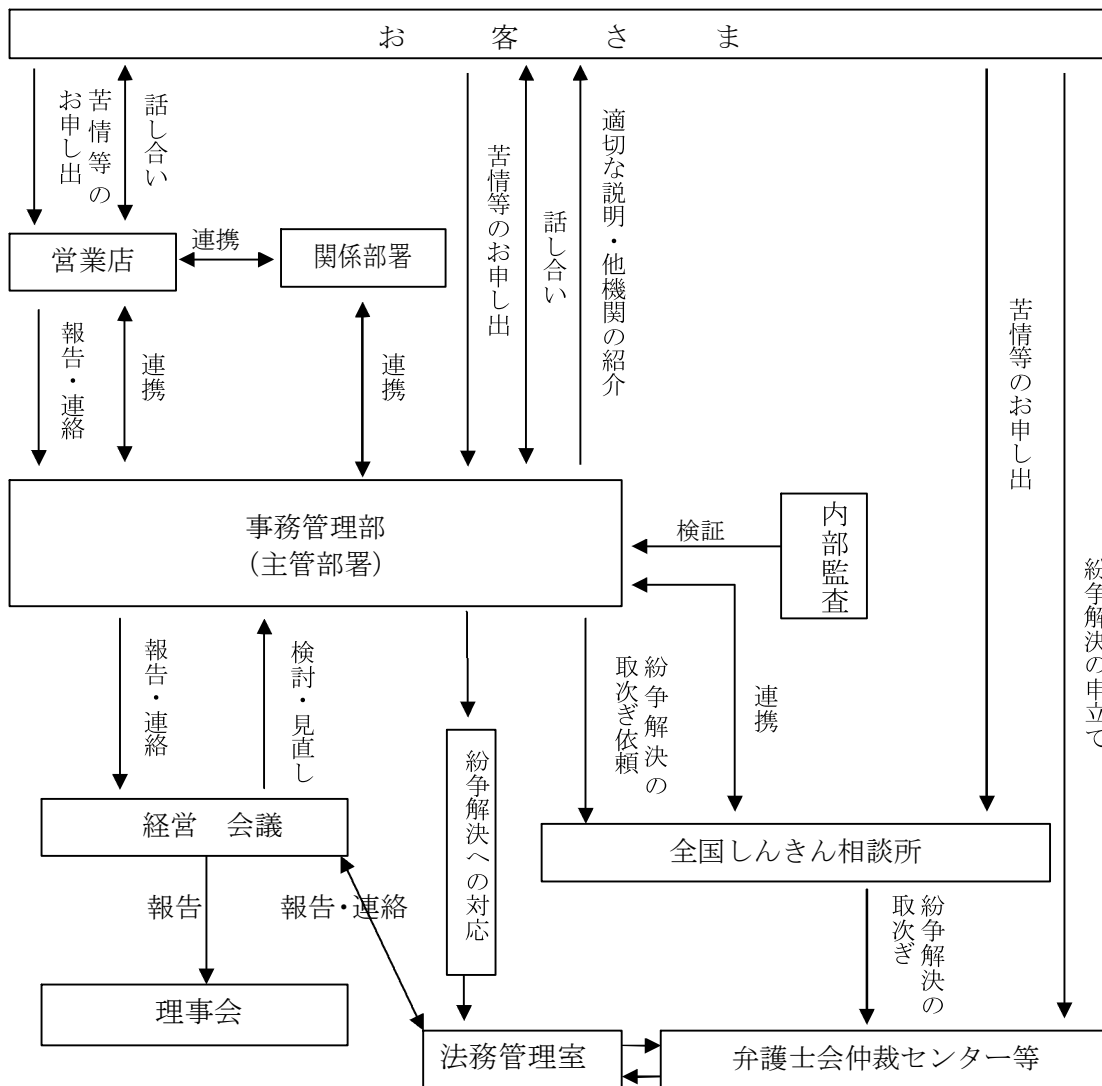 お　客　さ　ま
苦情等の
お申し出
話し合い
苦情等のお申し出
話し合い
適切な説明・他機関の紹介
苦情等のお申し出
紛争解決の申立て
営業店
連携
関係部署
報告・連絡
連携
連携
事務管理部
（主管部署）
検証
内部監査
報告・連絡
検討・見直し
紛争解決への対応
紛争解決の
取次ぎ依頼
連携
経営　会議
全国しんきん相談所
報告
報告・連絡
紛争解決の
取次ぎ
理事会
法務管理室
弁護士会仲裁センター等